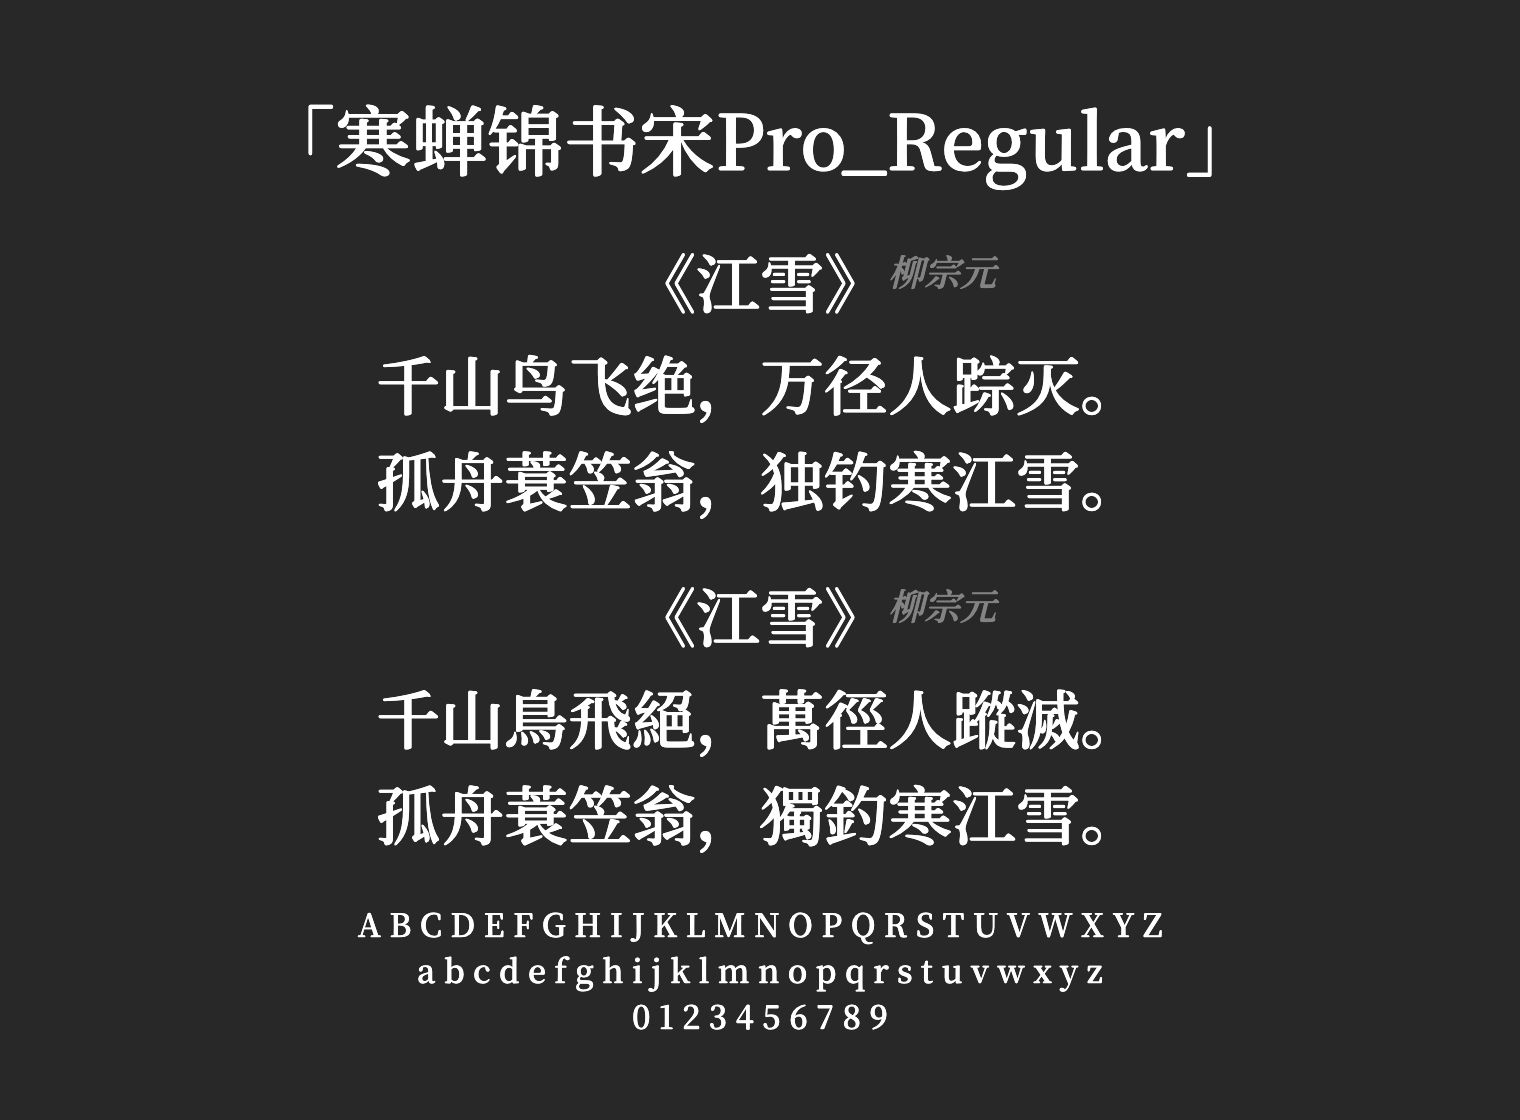 「寒蝉锦书宋Pro_Regular」
《江雪》 柳宗元
千山鸟飞绝，万径人踪灭。
孤舟蓑笠翁，独钓寒江雪。
《江雪》 柳宗元
千山鳥飛絕，萬徑人蹤滅。
孤舟蓑笠翁，獨釣寒江雪。
A B C D E F G H I J K L M N O P Q R S T U V W X Y Z
a b c d e f g h i j k l m n o p q r s t u v w x y z
0 1 2 3 4 5 6 7 8 9